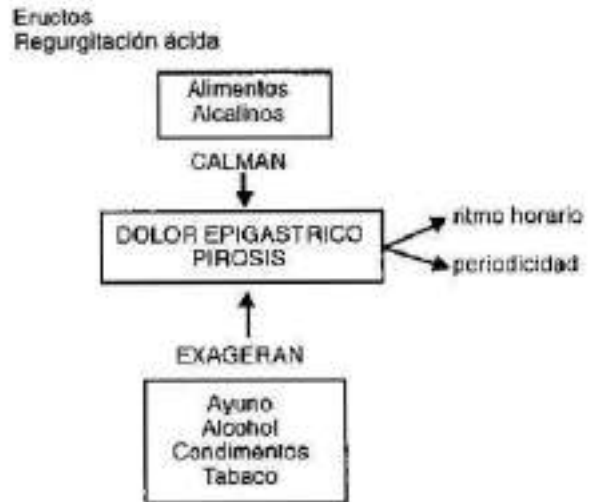 Eructos
Regurgitación ácida
Alimentos
Alcalinos
CALMAN
DOLOR EPIGASTRICO
PIROSIS
ritmo horario
periodicidad
EXAGERAN
Ayuno
Alcohol
Condimentos
Tabaco